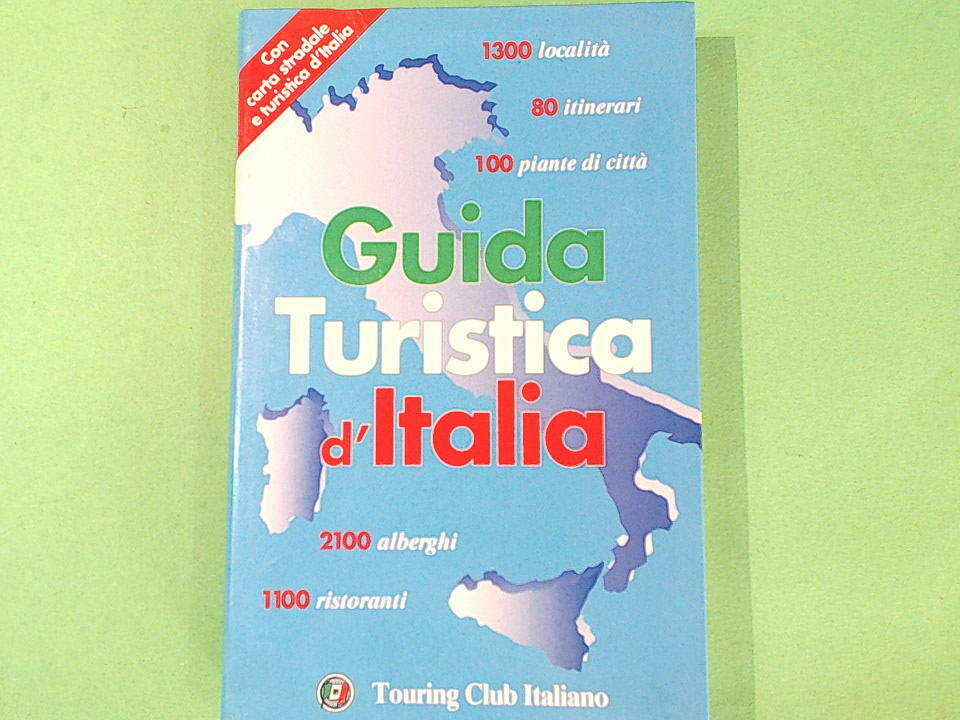 Con
carta stradale
e turistica d'Italia
1300 località
80 itinerari
100 piante di città
Guida
Turistica
d'Italia
2100 alberghi
1100 ristoranti
Touring Club Italiano